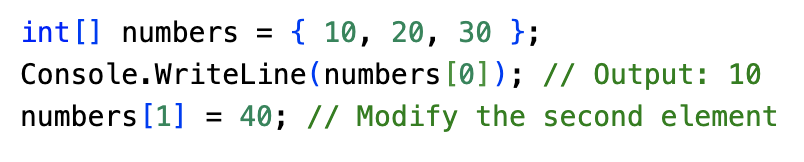 int[] numbers = { 10, 20, 30 };
Console.WriteLine(numbers[0]); // Output: 10
numbers[1] = 40; // Modify the second element